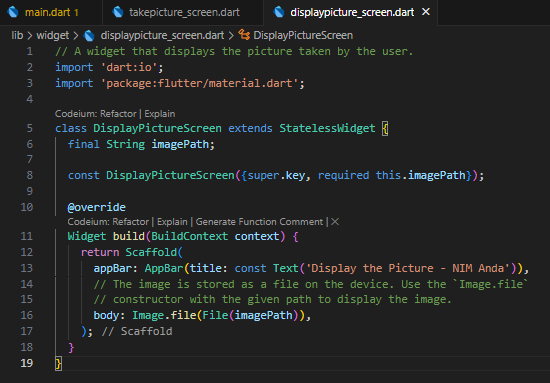 main.dart 1 takepicture_screen.dart displaypicture_screen.dart
lib > widget > displaypicture_screen.dart > DisplayPictureScreen
1 // A widget that displays the picture taken by the user.
2 import 'dart:io';
3 import 'package:flutter/material.dart';
4
Codeium: Refactor | Explain
5 class DisplayPictureScreen extends StatelessWidget {
6 final String imagePath;
7
8 const DisplayPictureScreen({super.key, required this.imagePath});
9
10 @override
Codeium: Refactor | Explain | Generate Function Comment | ×
11 Widget build(BuildContext context) {
12 return Scaffold(
13 appBar: AppBar(title: const Text('Display the Picture - NIM Anda')),
14 // The image is stored as a file on the device. Use the `Image.file`
15 // constructor with the given path to display the image.
16 body: Image.file(File(imagePath)),
17 ); // Scaffold
18 }
19 }